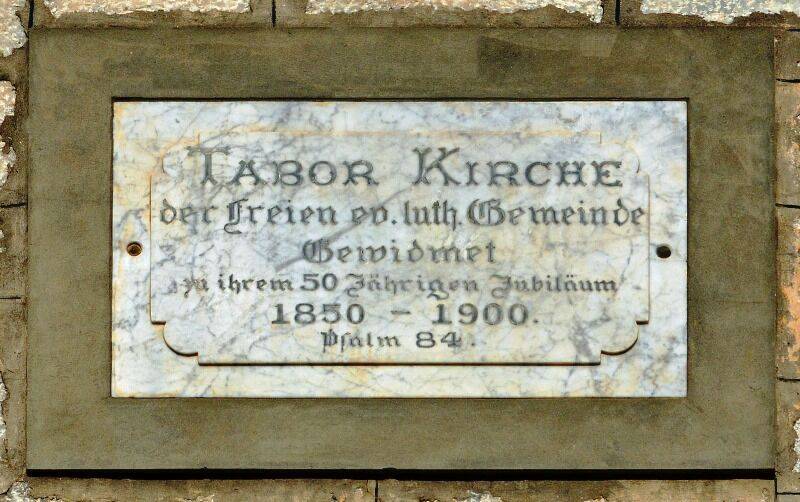 TABOR KIRCHE
der Freien ev. luth. Gemeinde
Gewidmet
zu ihrem 50 Jährigen Jubiläum
1850 - 1900.
Psalm 84.